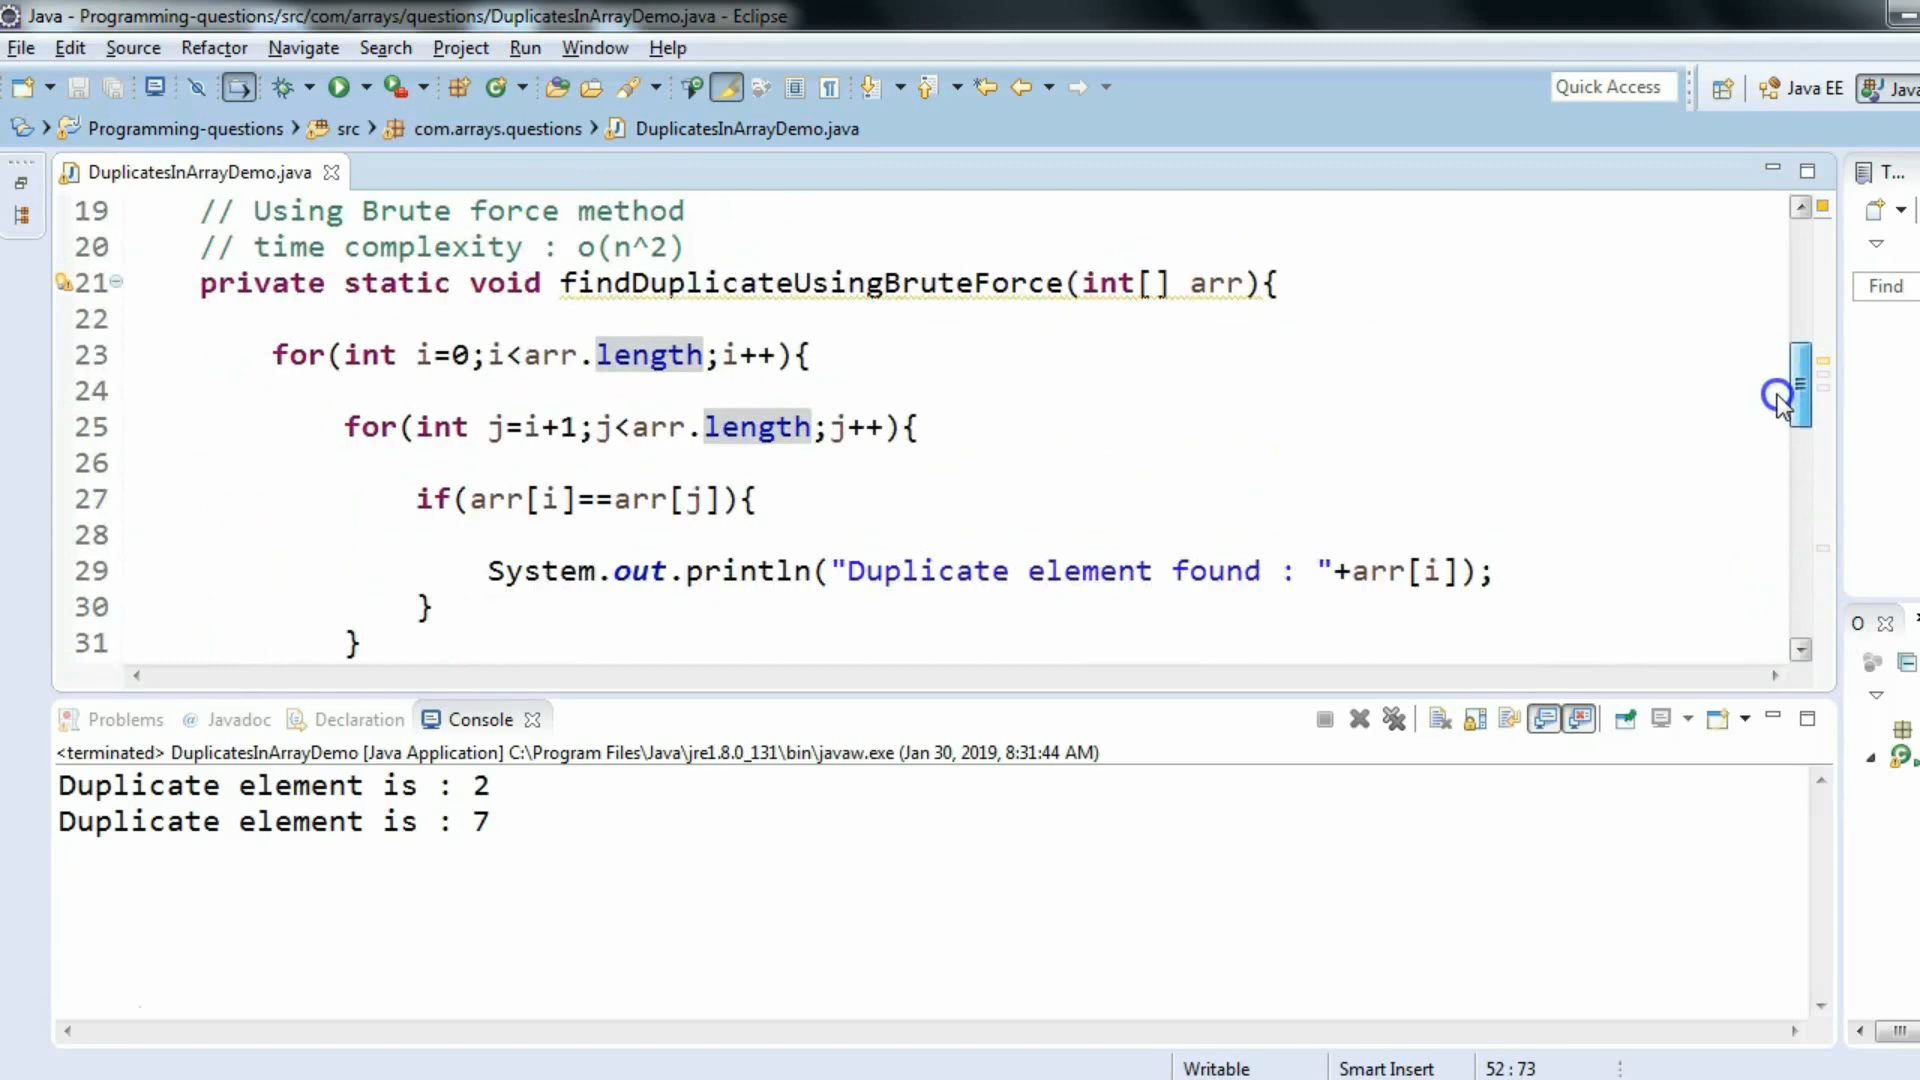 Java - Programming-questions/src/com/arrays/questions/DuplicatesInArrayDemo.java - Eclipse
File Edit Source Refactor Navigate Search Project Run Window Help
Quick Access Java EE Java
Programming-questions src com.arrays.questions DuplicatesInArrayDemo.java
DuplicatesInArrayDemo.java T...
19 // Using Brute force method
20 // time complexity : o(n^2)
21 private static void findDuplicateUsingBruteForce(int[] arr){
Find
22
23 for(int i=0;i<arr.length;i++){
24
25 for(int j=i+1;j<arr.length;j++){
26
27 if(arr[i]==arr[j]){
28
29 System.out.println("Duplicate element found : "+arr[i]);
30 }
31 }
Problems @ Javadoc Declaration Console
<terminated> DuplicatesInArrayDemo [Java Application] C:\Program Files\Java\jre1.8.0_131\bin\javaw.exe (Jan 30, 2019, 8:31:44 AM)
Duplicate element is : 2
Duplicate element is : 7
Writable Smart Insert 52 : 73